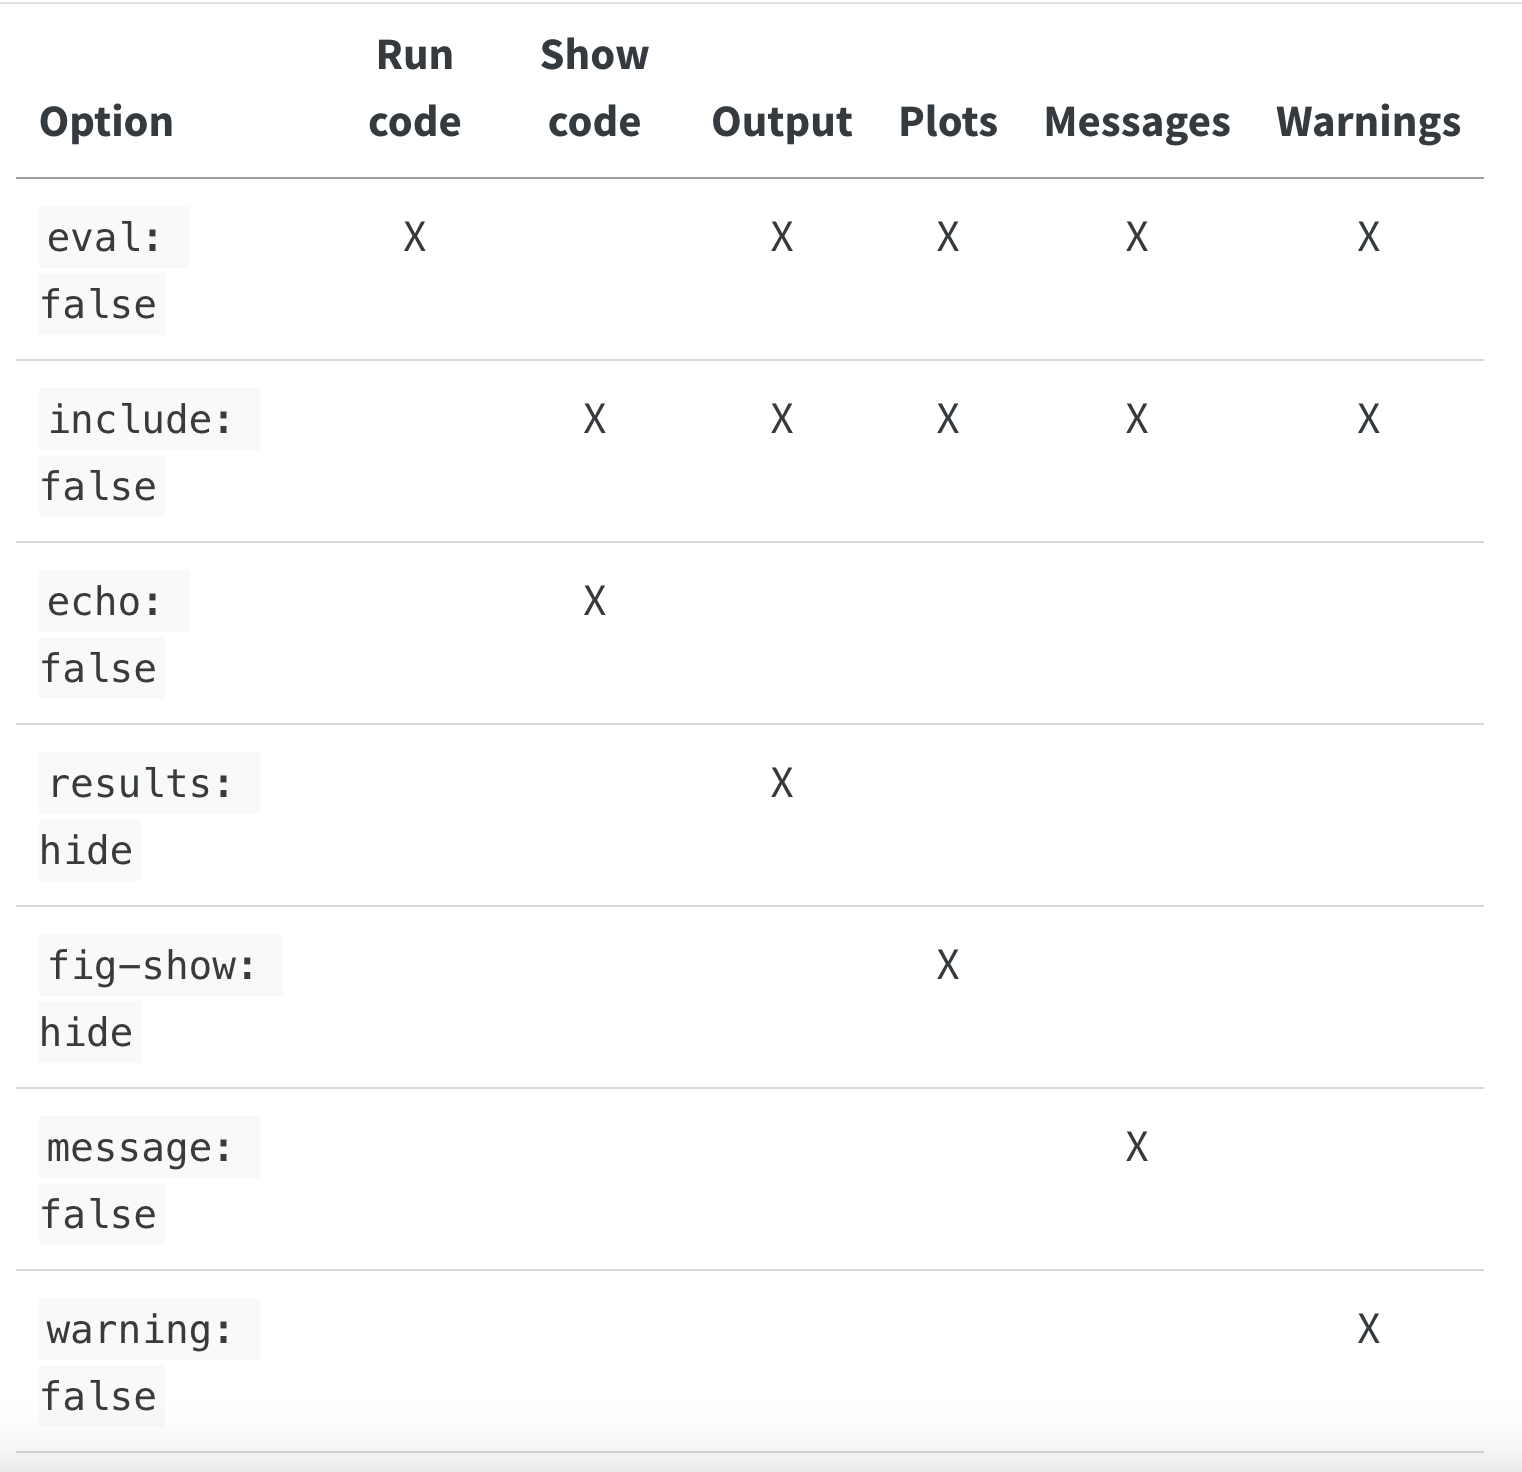 Option Run code Show code Output Plots Messages Warnings
eval: false X X X X X
include: false X X X X X
echo: false X
results: hide X
fig-show: hide X
message: false X
warning: false X